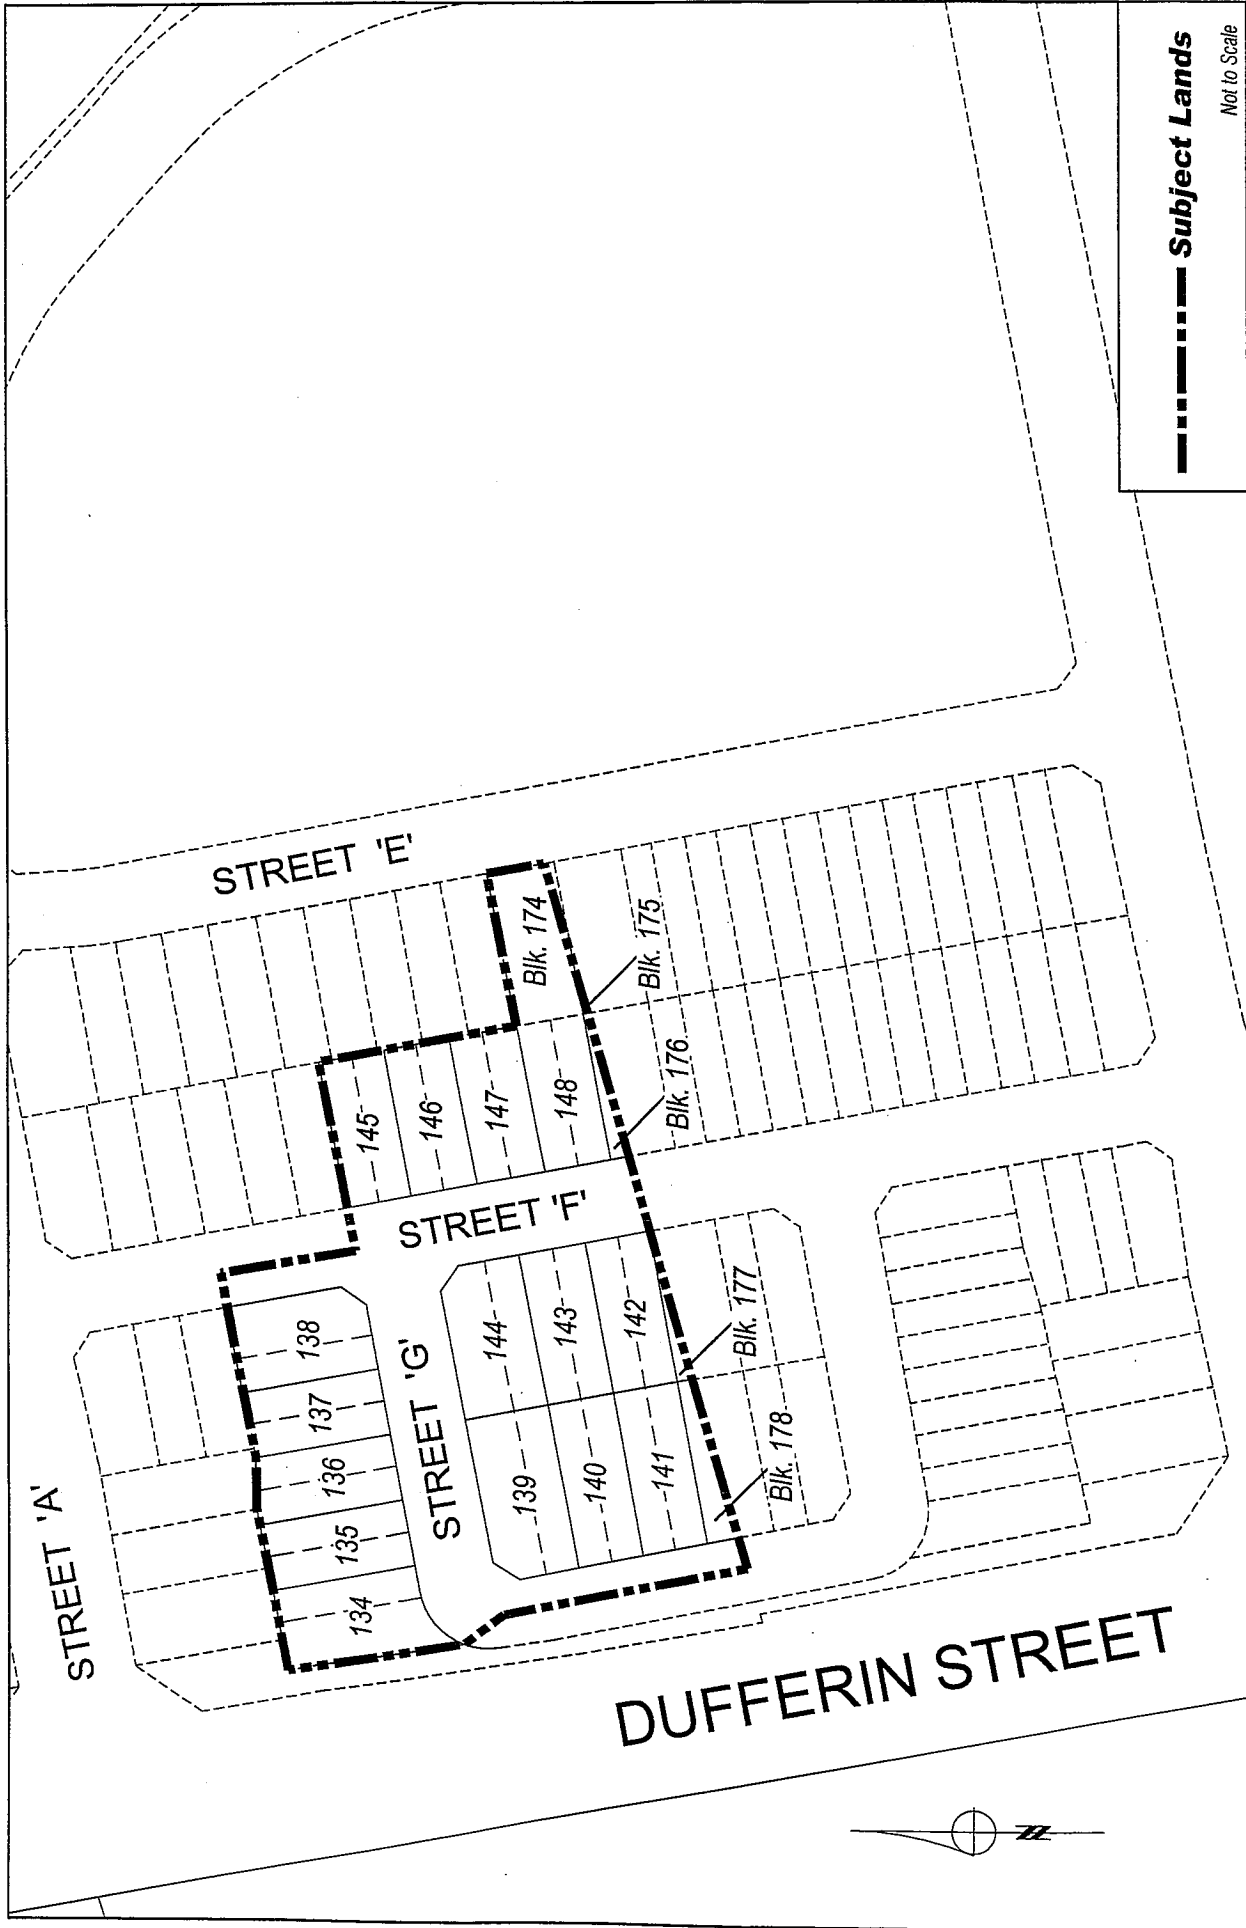 STREET 'A'
STREET 'E'
STREET 'F'
STREET 'G'
DUFFERIN STREET
134
135
136
137
138
139
140
141
142
143
144
145
146
147
148
Blk. 174
Blk. 175
Blk. 176
Blk. 177
Blk. 178
N
Subject Lands
Not to Scale